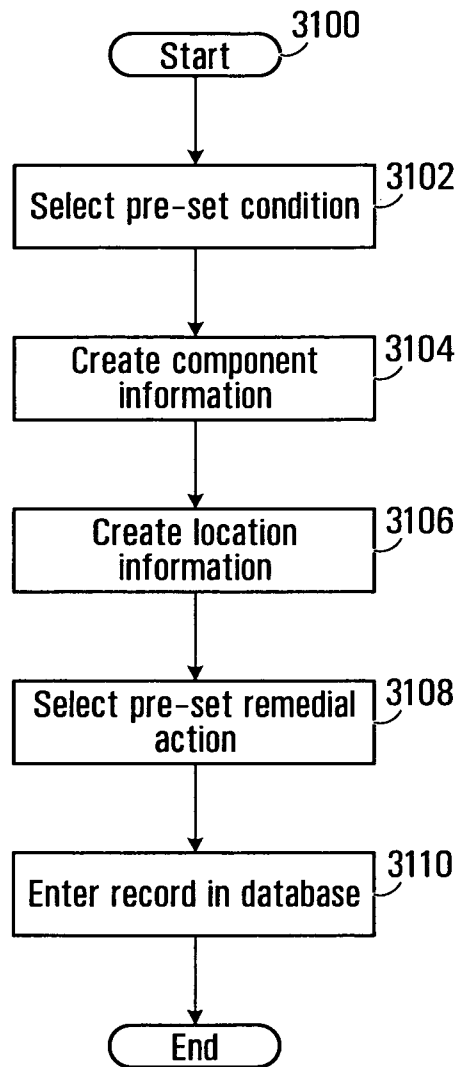 3100
Start
3102
Select pre-set condition
3104
Create component
information
3106
Create location
information
3108
Select pre-set remedial
action
3110
Enter record in database
End